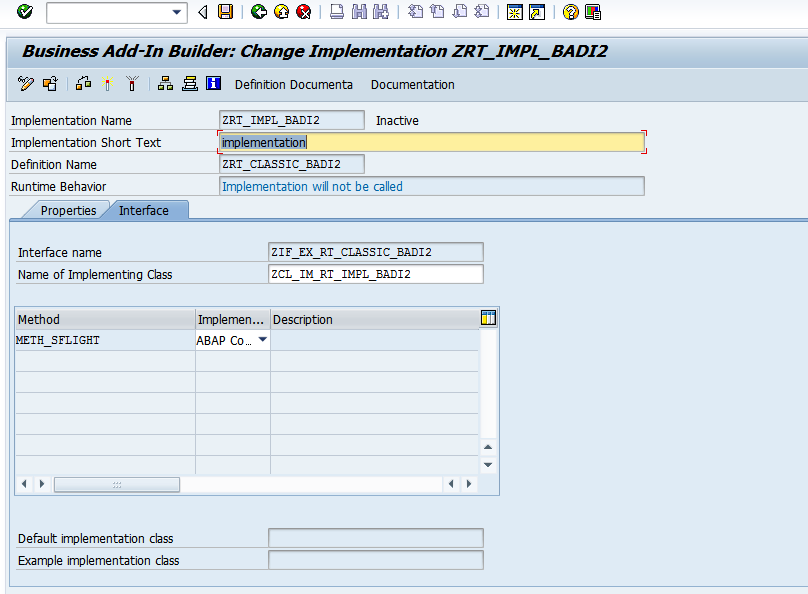 Business Add-In Builder: Change Implementation ZRT_IMPL_BADI2
Definition Documenta Documentation
Implementation Name ZRT_IMPL_BADI2 Inactive
Implementation Short Text implementation
Definition Name ZRT_CLASSIC_BADI2
Runtime Behavior Implementation will not be called
Properties Interface
Interface name ZIF_EX_RT_CLASSIC_BADI2
Name of Implementing Class ZCL_IM_RT_IMPL_BADI2
Method Implemen... Description
METH_SFLIGHT ABAP Co...
Default implementation class
Example implementation class